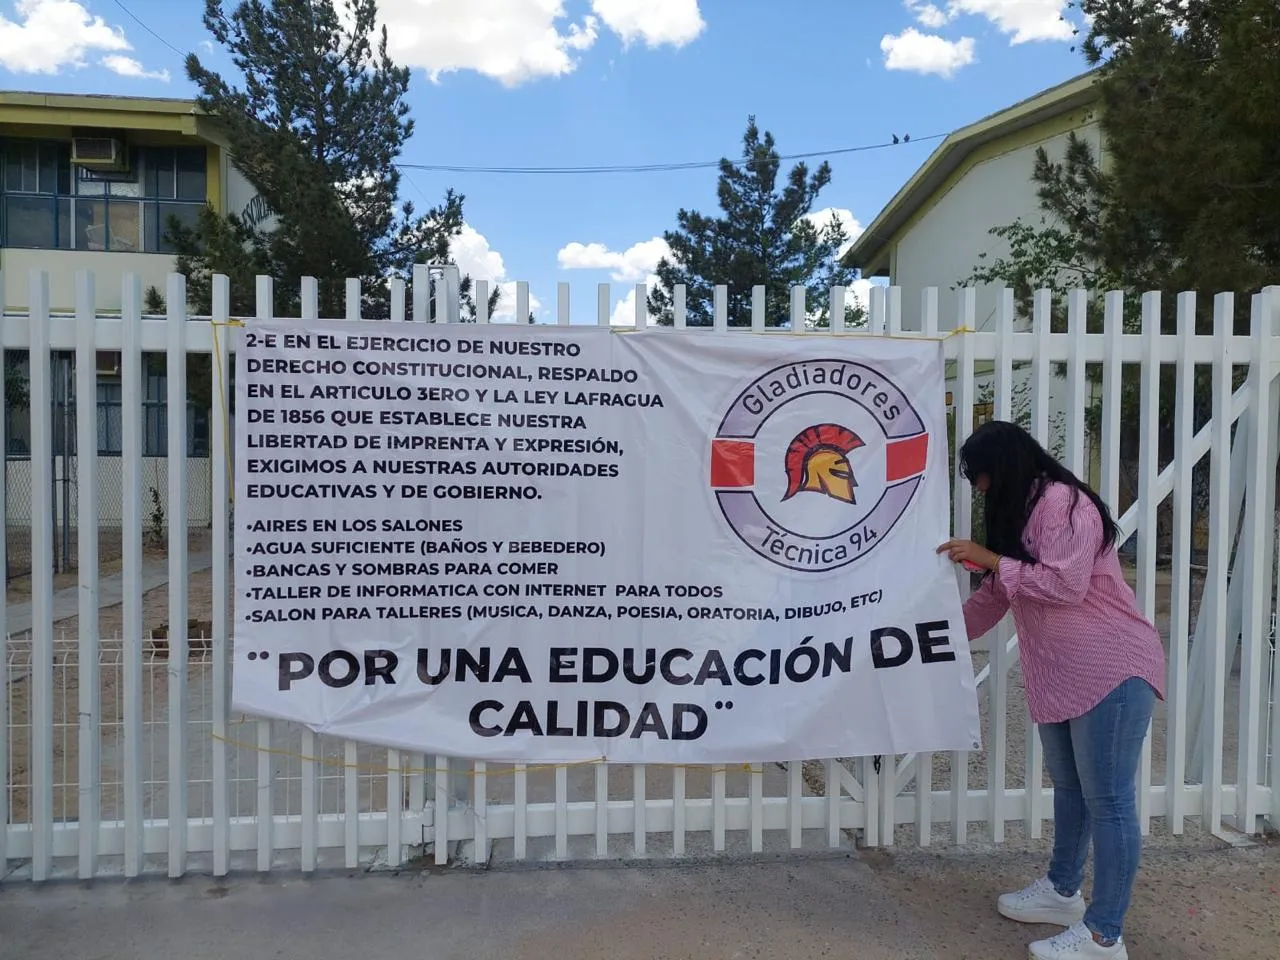 2-E EN EL EJERCICIO DE NUESTRO
DERECHO CONSTITUCIONAL, RESPALDO
EN EL ARTICULO 3ERO Y LA LEY LAFRAGUA
DE 1856 QUE ESTABLECE NUESTRA
LIBERTAD DE IMPRENTA Y EXPRESIÓN,
EXIGIMOS A NUESTRAS AUTORIDADES
EDUCATIVAS Y DE GOBIERNO.
•AIRES EN LOS SALONES
•AGUA SUFICIENTE (BAÑOS Y BEBEDERO)
•BANCAS Y SOMBRAS PARA COMER
•TALLER DE INFORMATICA CON INTERNET PARA TODOS
•SALON PARA TALLERES (MUSICA, DANZA, POESIA, ORATORIA, DIBUJO, ETC)
¨POR UNA EDUCACIÓN DE
CALIDAD¨
Gladiadores
Técnica 94